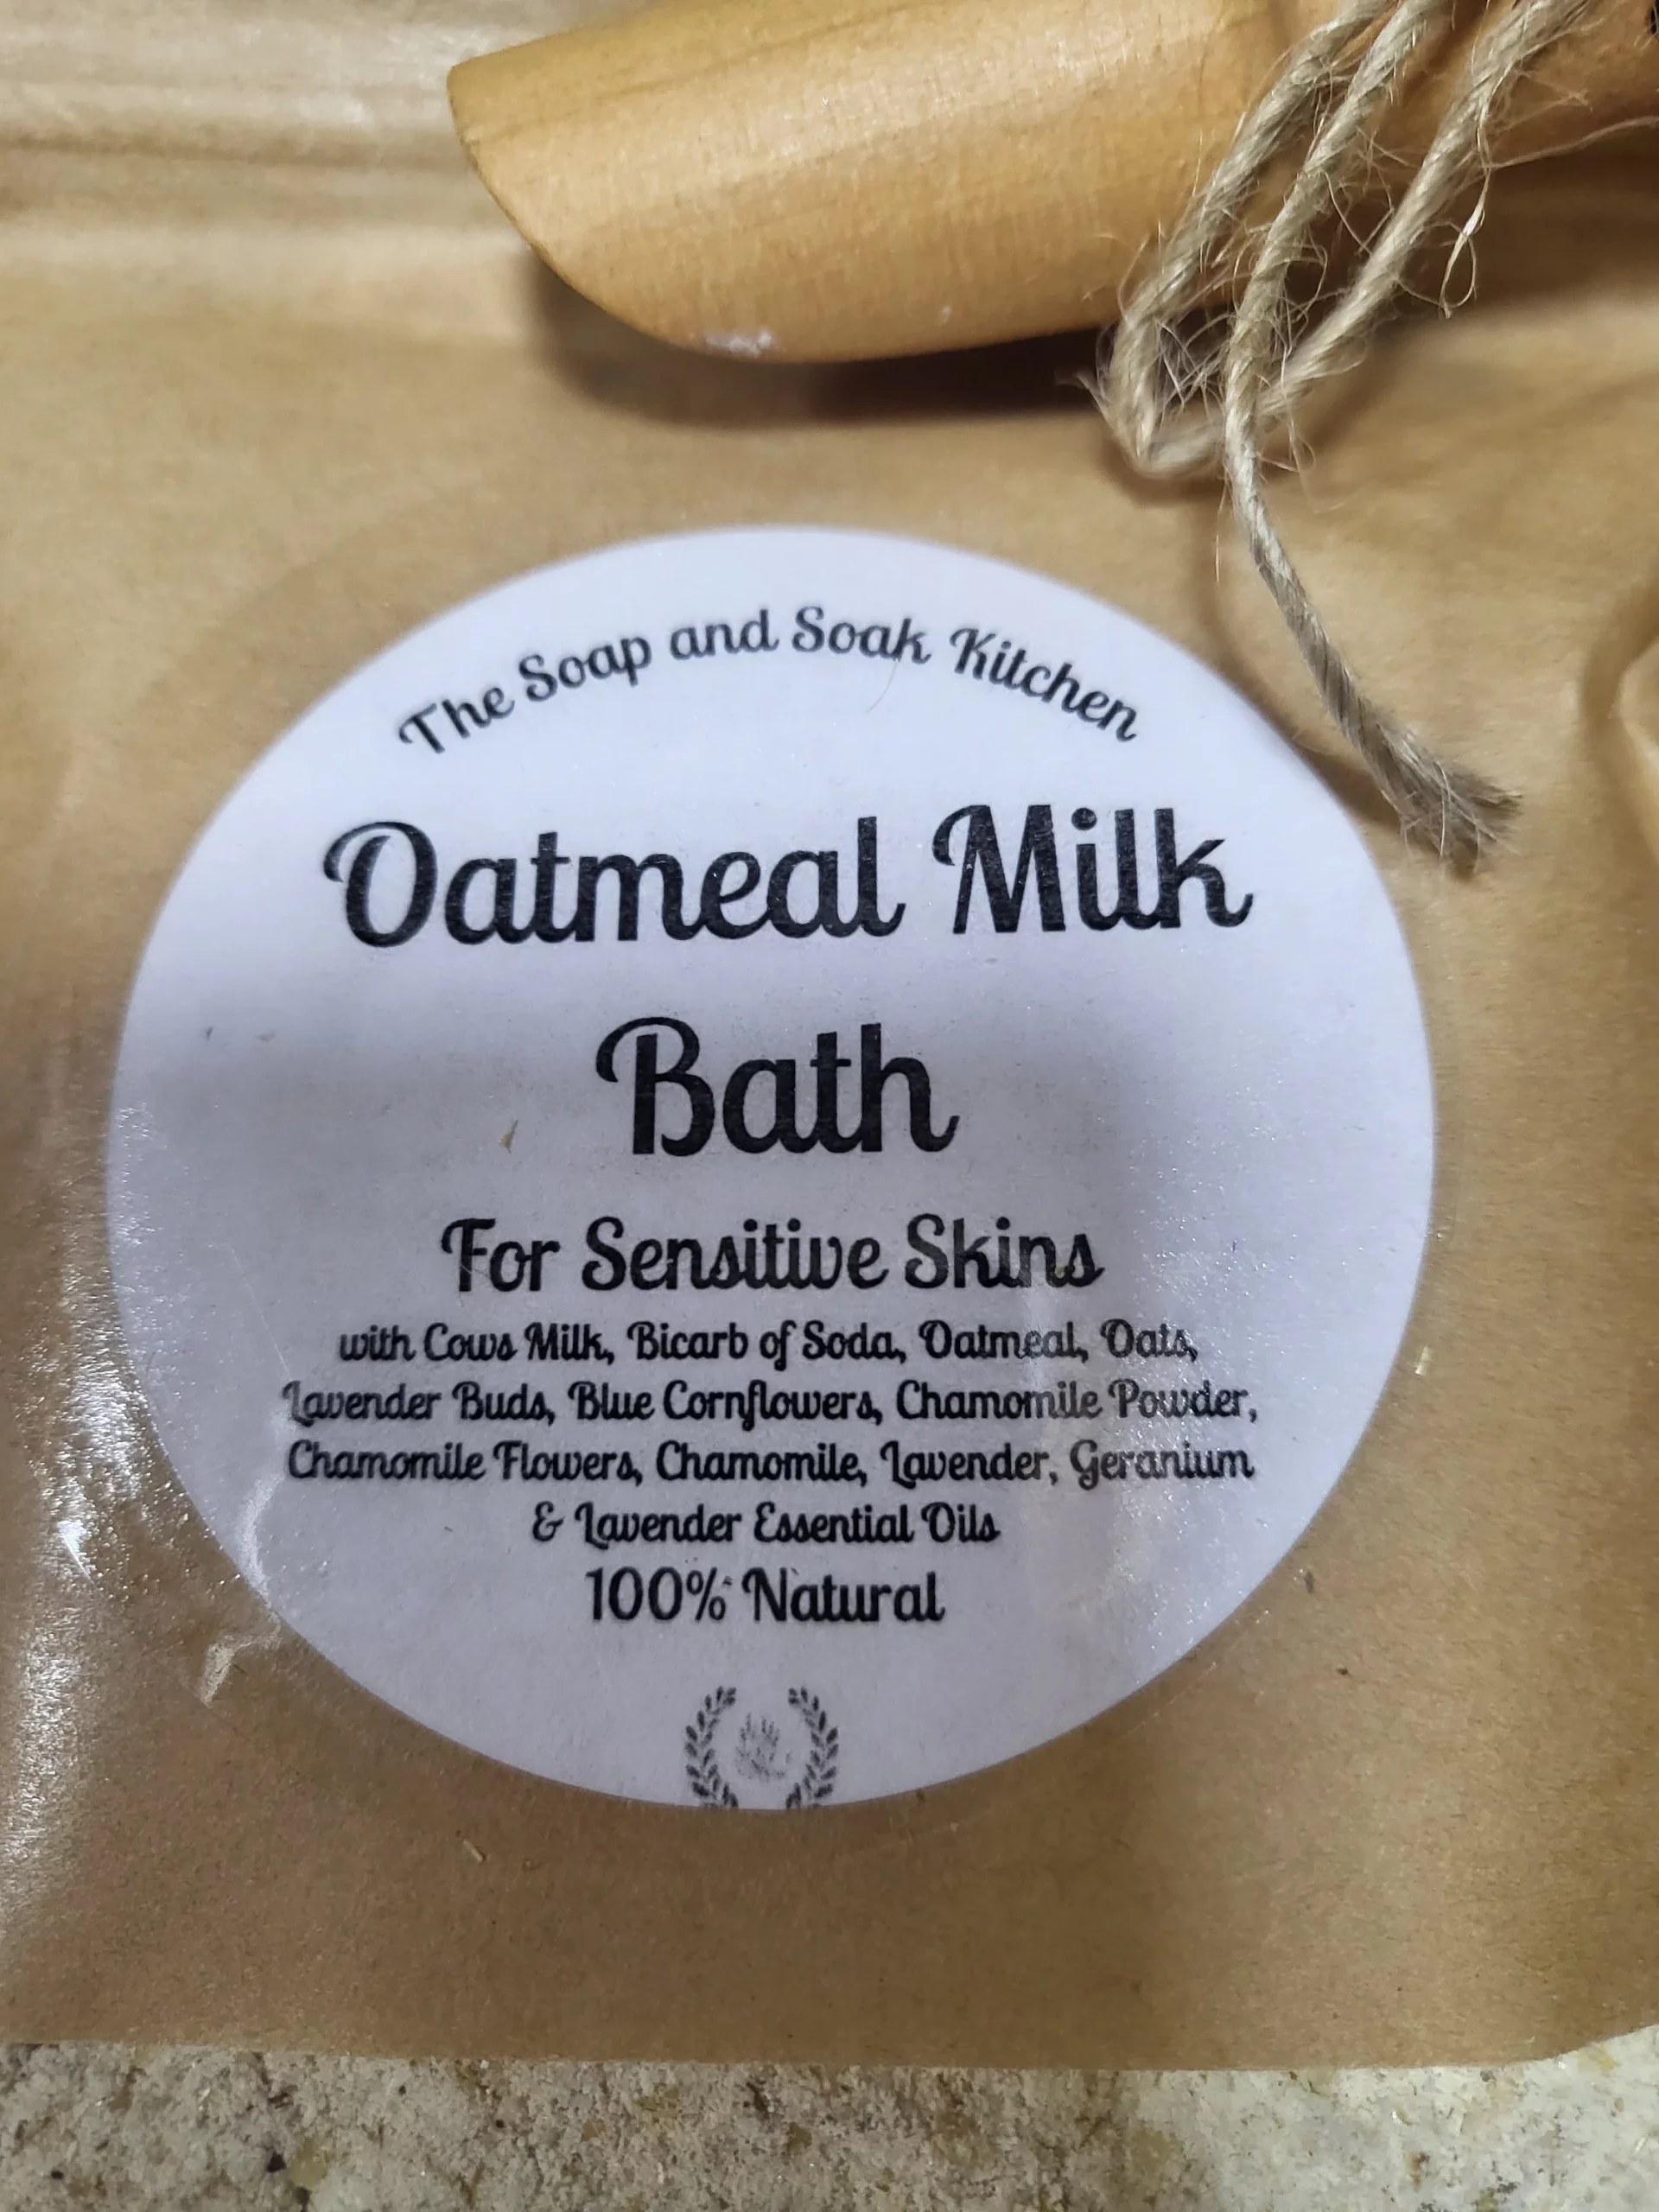 The Soap and Soak Kitchen
Oatmeal Milk
Bath
For Sensitive Skins
with Cows Milk, Bicarb of Soda, Oatmeal, Oats,
Lavender Buds, Blue Cornflowers, Chamomile Powder,
Chamomile Flowers, Chamomile, Lavender, Geranium
& Lavender Essential Oils
100% Natural